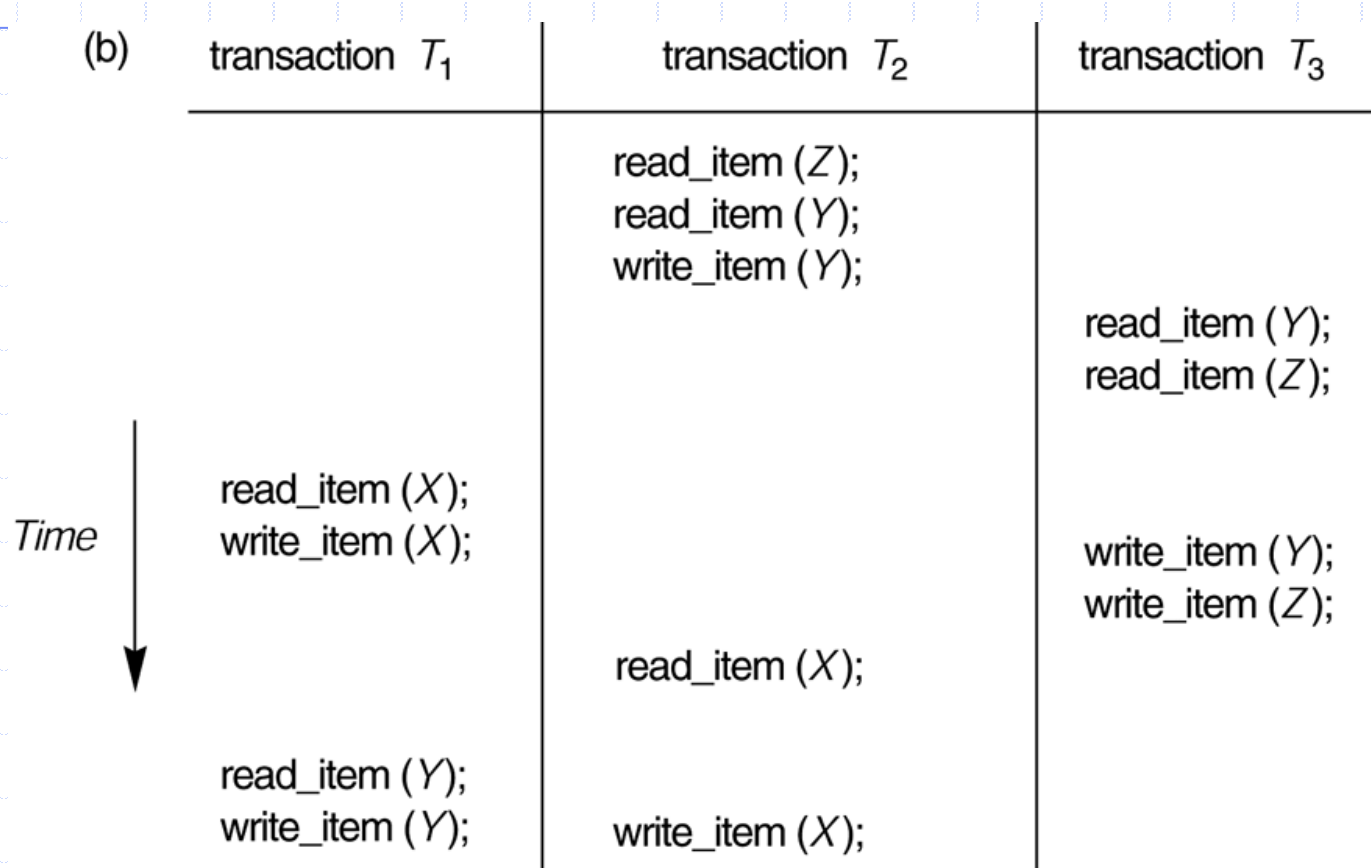 (b) transaction T1 transaction T2 transaction T3
read_item (Z);
read_item (Y);
write_item (Y);
read_item (Y);
read_item (Z);
read_item (X);
Time
write_item (X);
write_item (Y);
write_item (Z);
read_item (X);
read_item (Y);
write_item (Y); write_item (X);